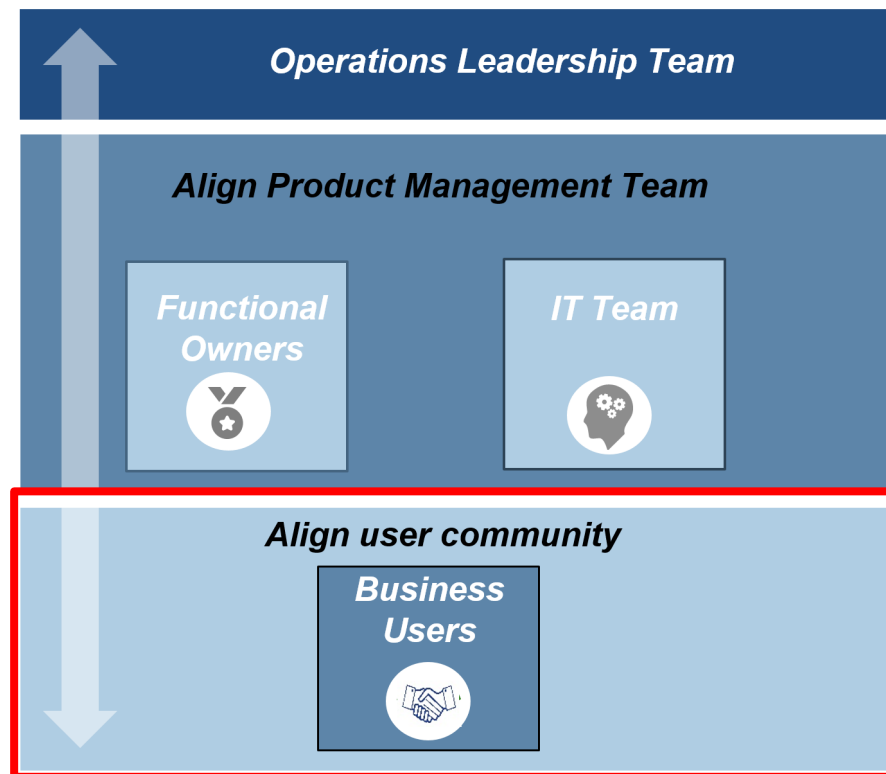 Operations Leadership Team
Align Product Management Team
Functional
Owners
IT Team
Align user community
Business
Users